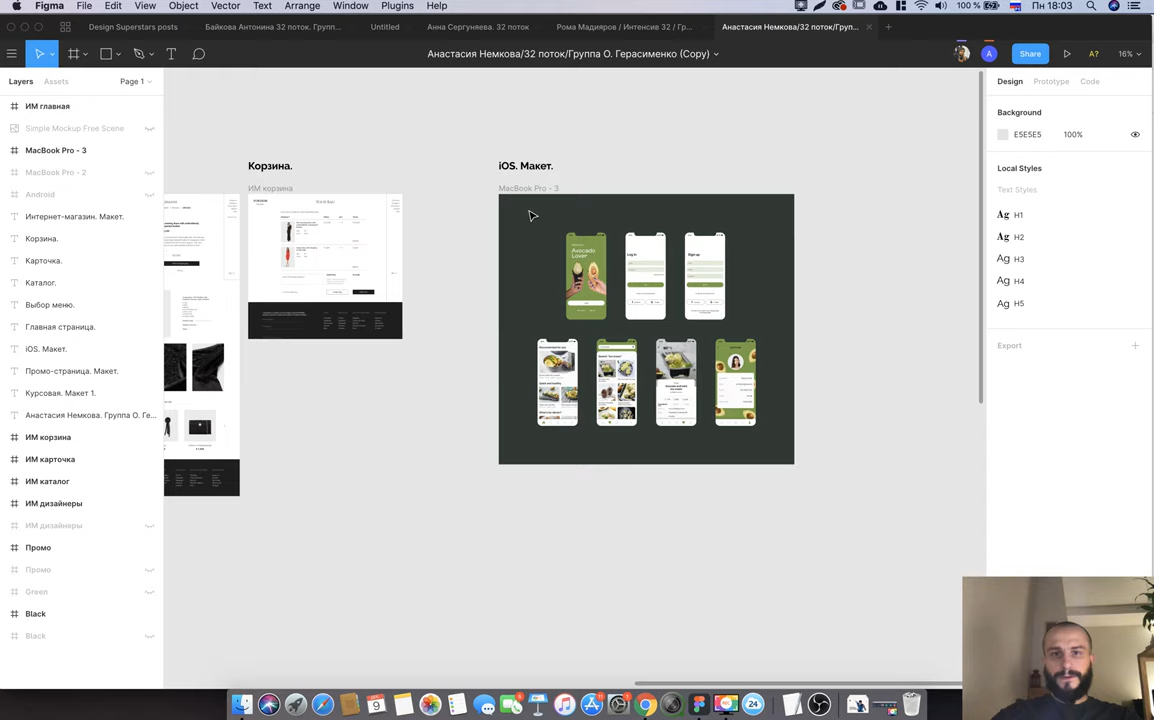 Figma File Edit View Object Vector Text Arrange Window Plugins Help 100 % Пн 18:03
Design Superstars posts Байкова Антонина 32 поток. Групп... Untitled Анна Сергуняева. 32 поток Рома Мадияров / Интенсив 32 / Гр... Анастасия Немкова/32 поток/Груп...
Анастасия Немкова/32 поток/Группа О. Герасименко (Copy) A Share A? 16%
Layers Assets Page 1
Design Prototype Code
ИМ главная
Simple Mockup Free Scene
MacBook Pro - 3
MacBook Pro - 2
Android
Интернет-магазин. Макет.
Корзина.
Карточка.
Каталог.
Выбор меню.
Главная страница.
iOS. Макет.
Промо-страница. Макет.
Курсовая. Макет 1.
Анастасия Немкова. Группа О. Ге...
ИМ корзина
ИМ карточка
ИМ каталог
ИМ дизайнеры
ИМ дизайнеры
Промо
Промо
Green
Black
Black
Корзина.
ИМ корзина
iOS. Макет.
MacBook Pro - 3
Avocado
Lover
Log in
Sign up
Background
E5E5E5 100%
Local Styles
Text Styles
Ag H1
Ag H2
Ag H3
Ag H4
Ag H5
Export
9
24